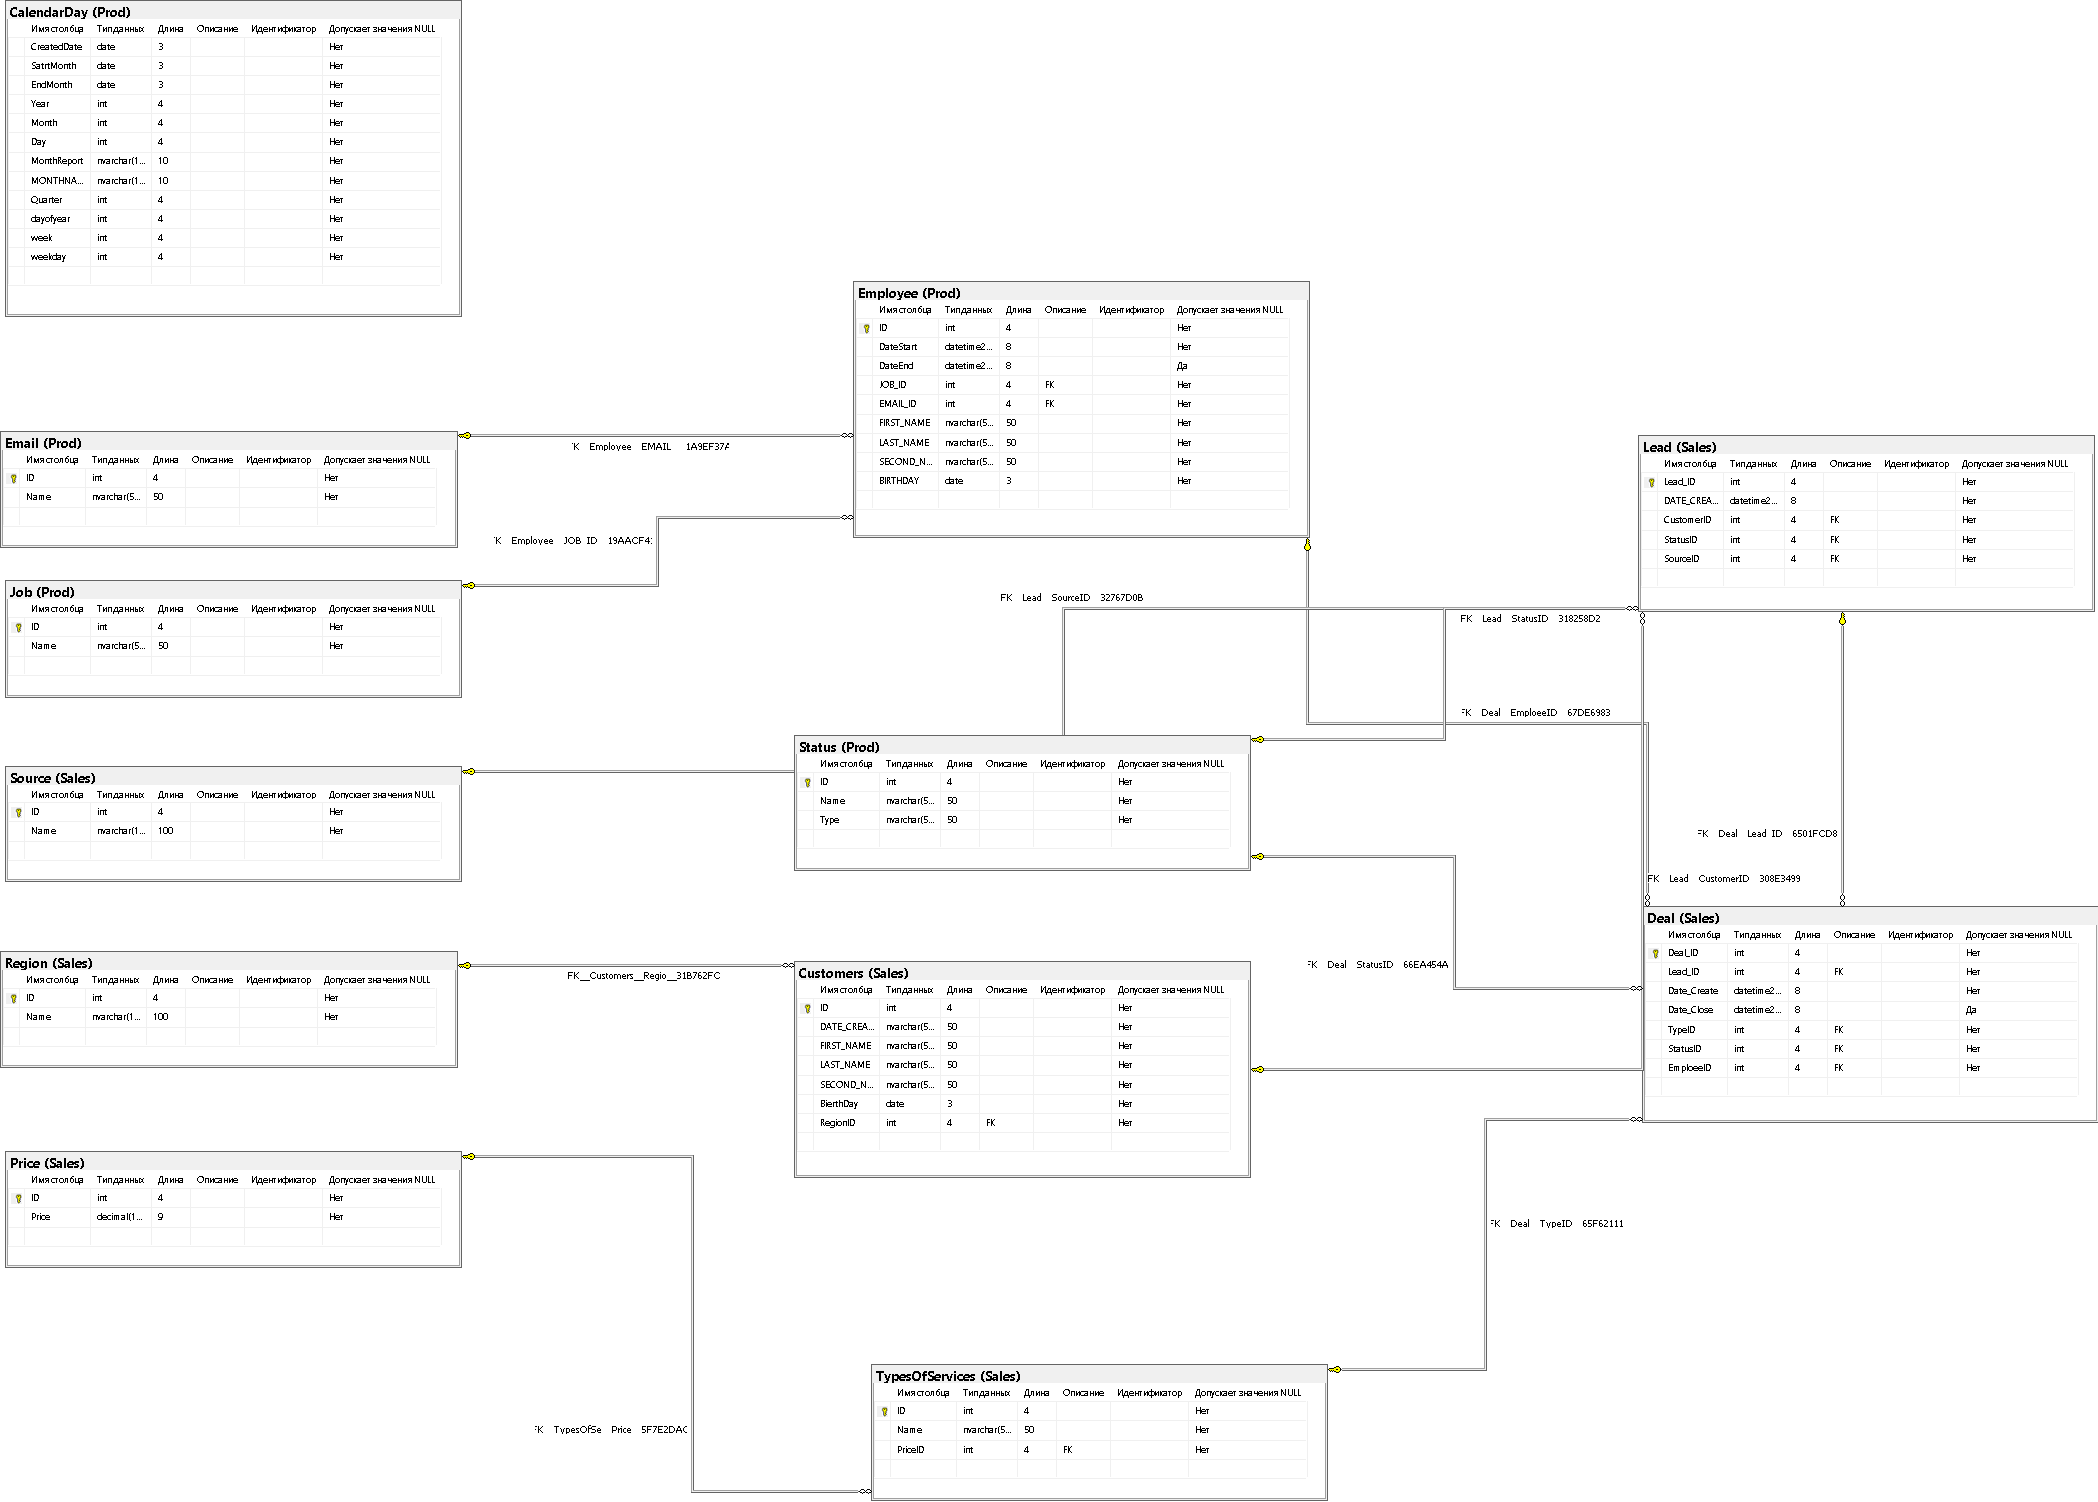 CalendarDay (Prod)
Имя столбца Тип данных Длина Описание Идентификатор Допускает значения NULL
CreatedDate date 3 Нет
SatrtMonth date 3 Нет
EndMonth date 3 Нет
Year int 4 Нет
Month int 4 Нет
Day int 4 Нет
MonthReport nvarchar(1... 10 Нет
MONTHNA... nvarchar(1... 10 Нет
Quarter int 4 Нет
dayofyear int 4 Нет
week int 4 Нет
weekday int 4 Нет
Employee (Prod)
Имя столбца Тип данных Длина Описание Идентификатор Допускает значения NULL
ID int 4 Нет
DateStart datetime2... 8 Нет
DateEnd datetime2... 8 Да
JOB_ID int 4 FK Нет
EMAIL_ID int 4 FK Нет
FIRST_NAME nvarchar(5... 50 Нет
LAST_NAME nvarchar(5... 50 Нет
SECOND_N... nvarchar(5... 50 Нет
BIRTHDAY date 3 Нет
Email (Prod)
Имя столбца Тип данных Длина Описание Идентификатор Допускает значения NULL
ID int 4 Нет
Name nvarchar(5... 50 Нет
K Employee EMAIL 1A9EF37A
K Employee JOB ID 19AACF4
Lead (Sales)
Имя столбца Тип данных Длина Описание Идентификатор Допускает значения NULL
Lead_ID int 4 Нет
DATE_CREA... datetime2... 8 Нет
CustomerID int 4 FK Нет
StatusID int 4 FK Нет
SourceID int 4 FK Нет
Job (Prod)
Имя столбца Тип данных Длина Описание Идентификатор Допускает значения NULL
ID int 4 Нет
Name nvarchar(5... 50 Нет
FK Lead SourceID 32767D0B
FK Lead StatusID 318258D2
FK Deal EmploeeID 67DE6983
Status (Prod)
Имя столбца Тип данных Длина Описание Идентификатор Допускает значения NULL
ID int 4 Нет
Name nvarchar(5... 50 Нет
Type nvarchar(5... 50 Нет
Source (Sales)
Имя столбца Тип данных Длина Описание Идентификатор Допускает значения NULL
ID int 4 Нет
Name nvarchar(1... 100 Нет
FK Deal Lead ID 6501FCD8
FK Lead CustomerID 308E3499
Deal (Sales)
Имя столбца Тип данных Длина Описание Идентификатор Допускает значения NULL
Deal_ID int 4 Нет
Lead_ID int 4 FK Нет
Date_Create datetime2... 8 Нет
Date_Close datetime2... 8 Да
TypeID int 4 FK Нет
StatusID int 4 FK Нет
EmploeeID int 4 FK Нет
Region (Sales)
Имя столбца Тип данных Длина Описание Идентификатор Допускает значения NULL
ID int 4 Нет
Name nvarchar(1... 100 Нет
FK__Customers__Regio__31B762FC
FK Deal StatusID 66EA454A
Customers (Sales)
Имя столбца Тип данных Длина Описание Идентификатор Допускает значения NULL
ID int 4 Нет
DATE_CREA... nvarchar(5... 50 Нет
FIRST_NAME nvarchar(5... 50 Нет
LAST_NAME nvarchar(5... 50 Нет
SECOND_N... nvarchar(5... 50 Нет
BierthDay date 3 Нет
RegionID int 4 FK Нет
Price (Sales)
Имя столбца Тип данных Длина Описание Идентификатор Допускает значения NULL
ID int 4 Нет
Price decimal(1... 9 Нет
FK Deal TypeID 65F62111
TypesOfServices (Sales)
Имя столбца Тип данных Длина Описание Идентификатор Допускает значения NULL
ID int 4 Нет
Name nvarchar(5... 50 Нет
PriceID int 4 FK Нет
FK TypesOfSe Price 5F7E2DAC